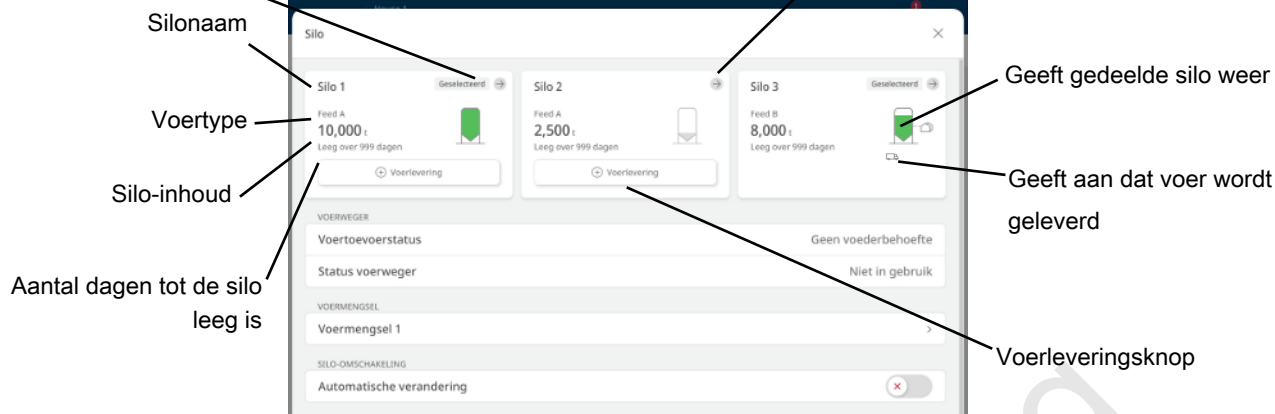 Silonaam
Voertype
Silo-inhoud
Aantal dagen tot de silo
leeg is
1
Silo
Silo 1
Geselecteerd
Feed A
10,000 t
Leeg over 999 dagen
Voerlevering
Silo 2
Feed A
2,500 t
Leeg over 999 dagen
Voerlevering
Silo 3
Geselecteerd
Feed B
8,000 t
Leeg over 999 dagen
VOERWEGER
Voertoevoerstatus Geen voederbehoefte
Status voerweger Niet in gebruik
VOERMENGSEL
Voermengsel 1
SILO-OMSCHAKELING
Automatische verandering
Geeft gedeelde silo weer
Geeft aan dat voer wordt
geleverd
Voerleveringsknop